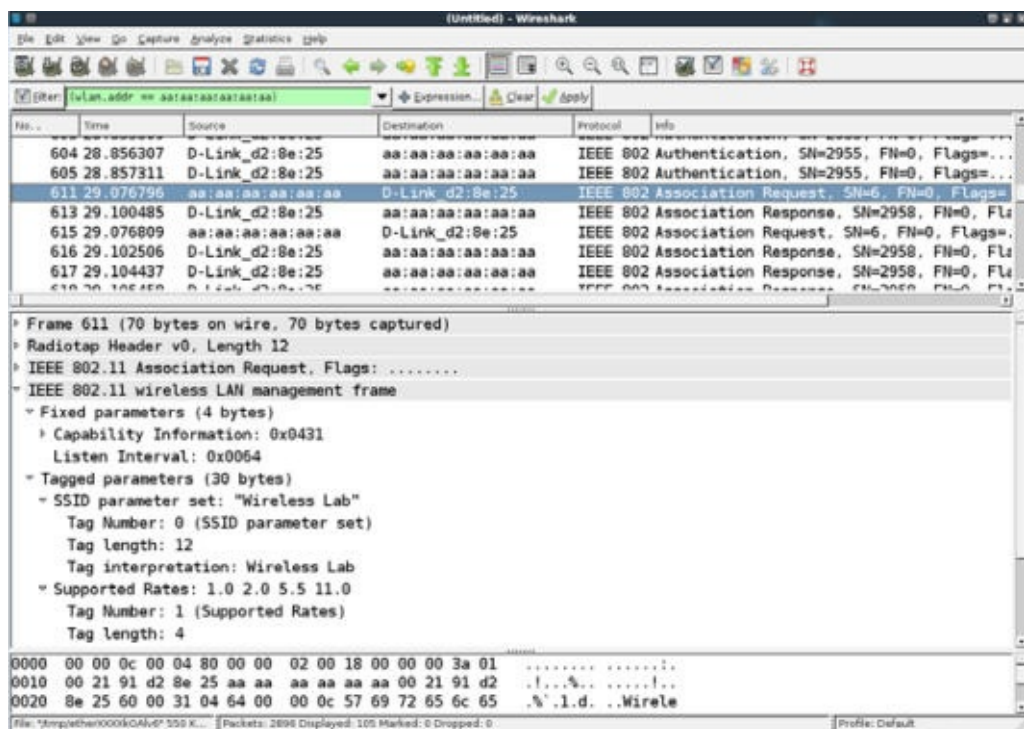 (Untitled) - Wireshark
File Edit View Go Capture Analyze Statistics Help
Filter: (wlan.addr == aa:aa:aa:aa:aa:aa) Expression... Clear Apply
No. . Time Source Destination Protocol Info
604 28.856307 D-Link_d2:8e:25 aa:aa:aa:aa:aa:aa IEEE 802 Authentication, SN=2955, FN=0, Flags=...
605 28.857311 D-Link_d2:8e:25 aa:aa:aa:aa:aa:aa IEEE 802 Authentication, SN=2955, FN=0, Flags=...
611 29.076796 aa:aa:aa:aa:aa:aa D-Link_d2:8e:25 IEEE 802 Association Request, SN=6, FN=0, Flags=
613 29.100485 D-Link_d2:8e:25 aa:aa:aa:aa:aa:aa IEEE 802 Association Response, SN=2958, FN=0, Fla
615 29.076809 aa:aa:aa:aa:aa:aa D-Link_d2:8e:25 IEEE 802 Association Request, SN=6, FN=0, Flags=.
616 29.102506 D-Link_d2:8e:25 aa:aa:aa:aa:aa:aa IEEE 802 Association Response, SN=2958, FN=0, Fla
617 29.104437 D-Link_d2:8e:25 aa:aa:aa:aa:aa:aa IEEE 802 Association Response, SN=2958, FN=0, Fla
Frame 611 (70 bytes on wire, 70 bytes captured)
Radiotap Header v0, Length 12
IEEE 802.11 Association Request, Flags: ........
IEEE 802.11 wireless LAN management frame
Fixed parameters (4 bytes)
Capability Information: 0x0431
Listen Interval: 0x0064
Tagged parameters (30 bytes)
SSID parameter set: "Wireless Lab"
Tag Number: 0 (SSID parameter set)
Tag length: 12
Tag interpretation: Wireless Lab
Supported Rates: 1.0 2.0 5.5 11.0
Tag Number: 1 (Supported Rates)
Tag length: 4
0000 00 00 0c 00 04 80 00 00 02 00 18 00 00 00 3a 01 ........ ......:.
0010 00 21 91 d2 8e 25 aa aa aa aa aa aa 00 21 91 d2 .!...%.. .....!..
0020 8e 25 60 00 31 04 64 00 00 0c 57 69 72 65 6c 65 .%`.1.d. ..Wirele
Packets: 2898 Displayed: 105 Marked: 0 Dropped: 0 Profile: Default